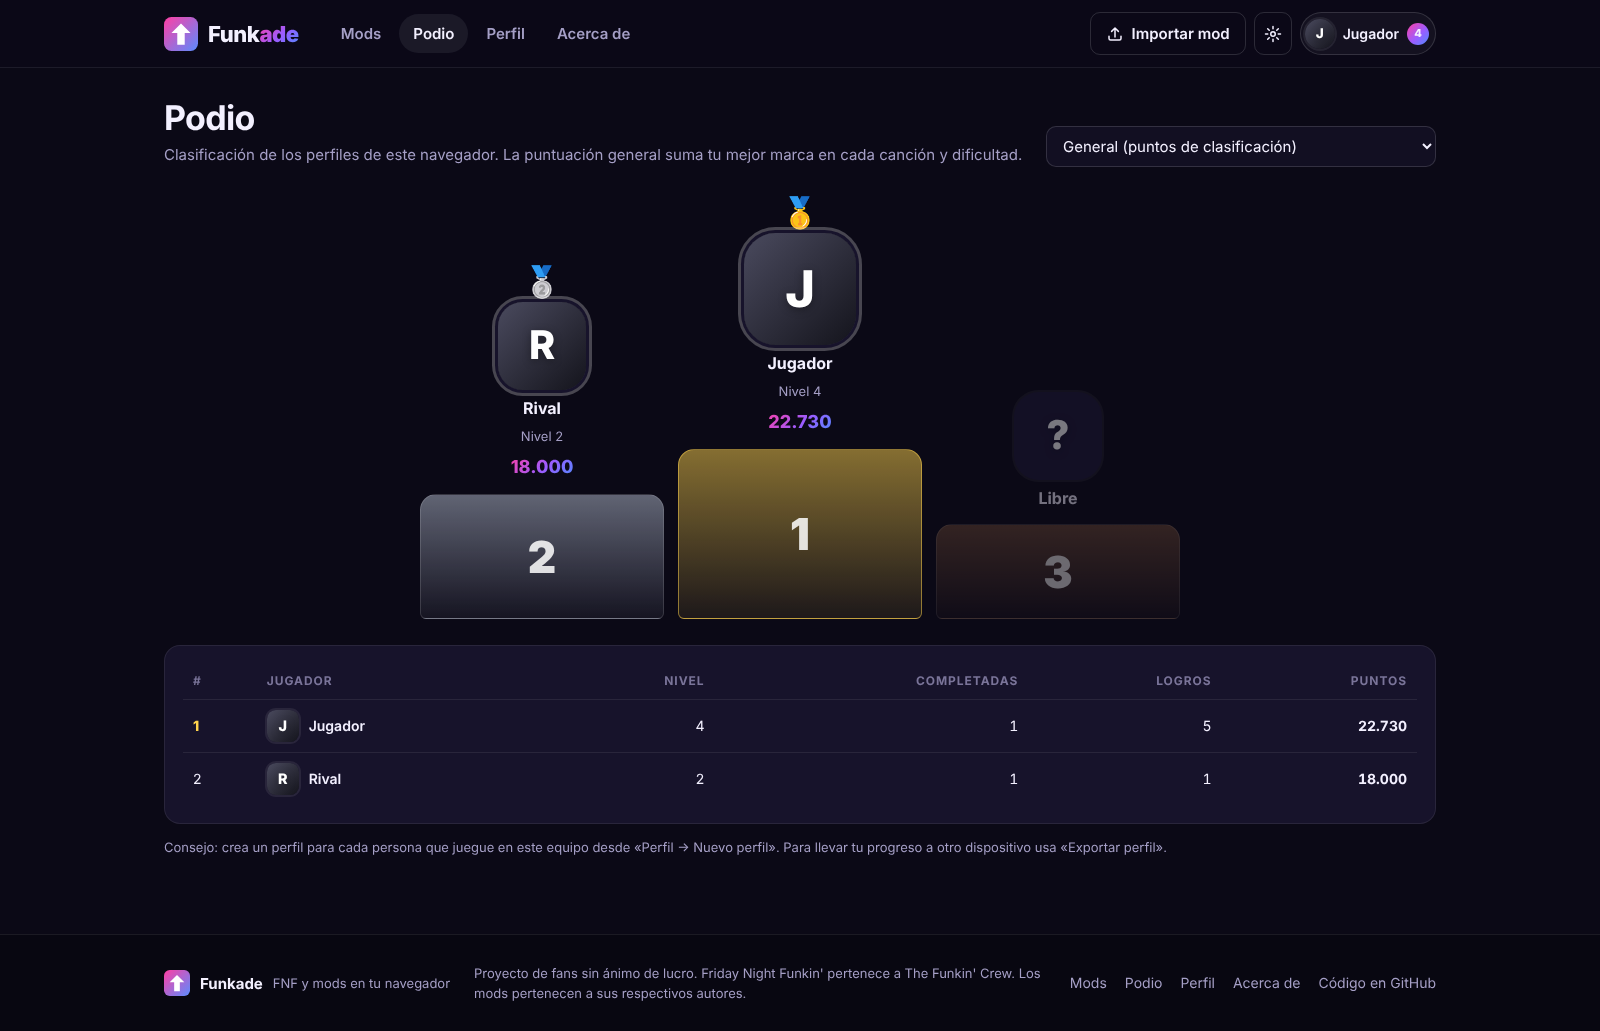 Funkade
Mods
Podio
Perfil
Acerca de
Importar mod
J
Jugador
4
Podio
Clasificación de los perfiles de este navegador. La puntuación general suma tu mejor marca en cada canción y dificultad.
General (puntos de clasificación)
2
R
Rival
Nivel 2
18.000
2
J
Jugador
Nivel 4
22.730
1
?
Libre
3
# JUGADOR NIVEL COMPLETADAS LOGROS PUNTOS
1 J Jugador 4 1 5 22.730
2 R Rival 2 1 1 18.000
Consejo: crea un perfil para cada persona que juegue en este equipo desde «Perfil → Nuevo perfil». Para llevar tu progreso a otro dispositivo usa «Exportar perfil».
Funkade
FNF y mods en tu navegador
Proyecto de fans sin ánimo de lucro. Friday Night Funkin' pertenece a The Funkin' Crew. Los
mods pertenecen a sus respectivos autores.
Mods
Podio
Perfil
Acerca de
Código en GitHub